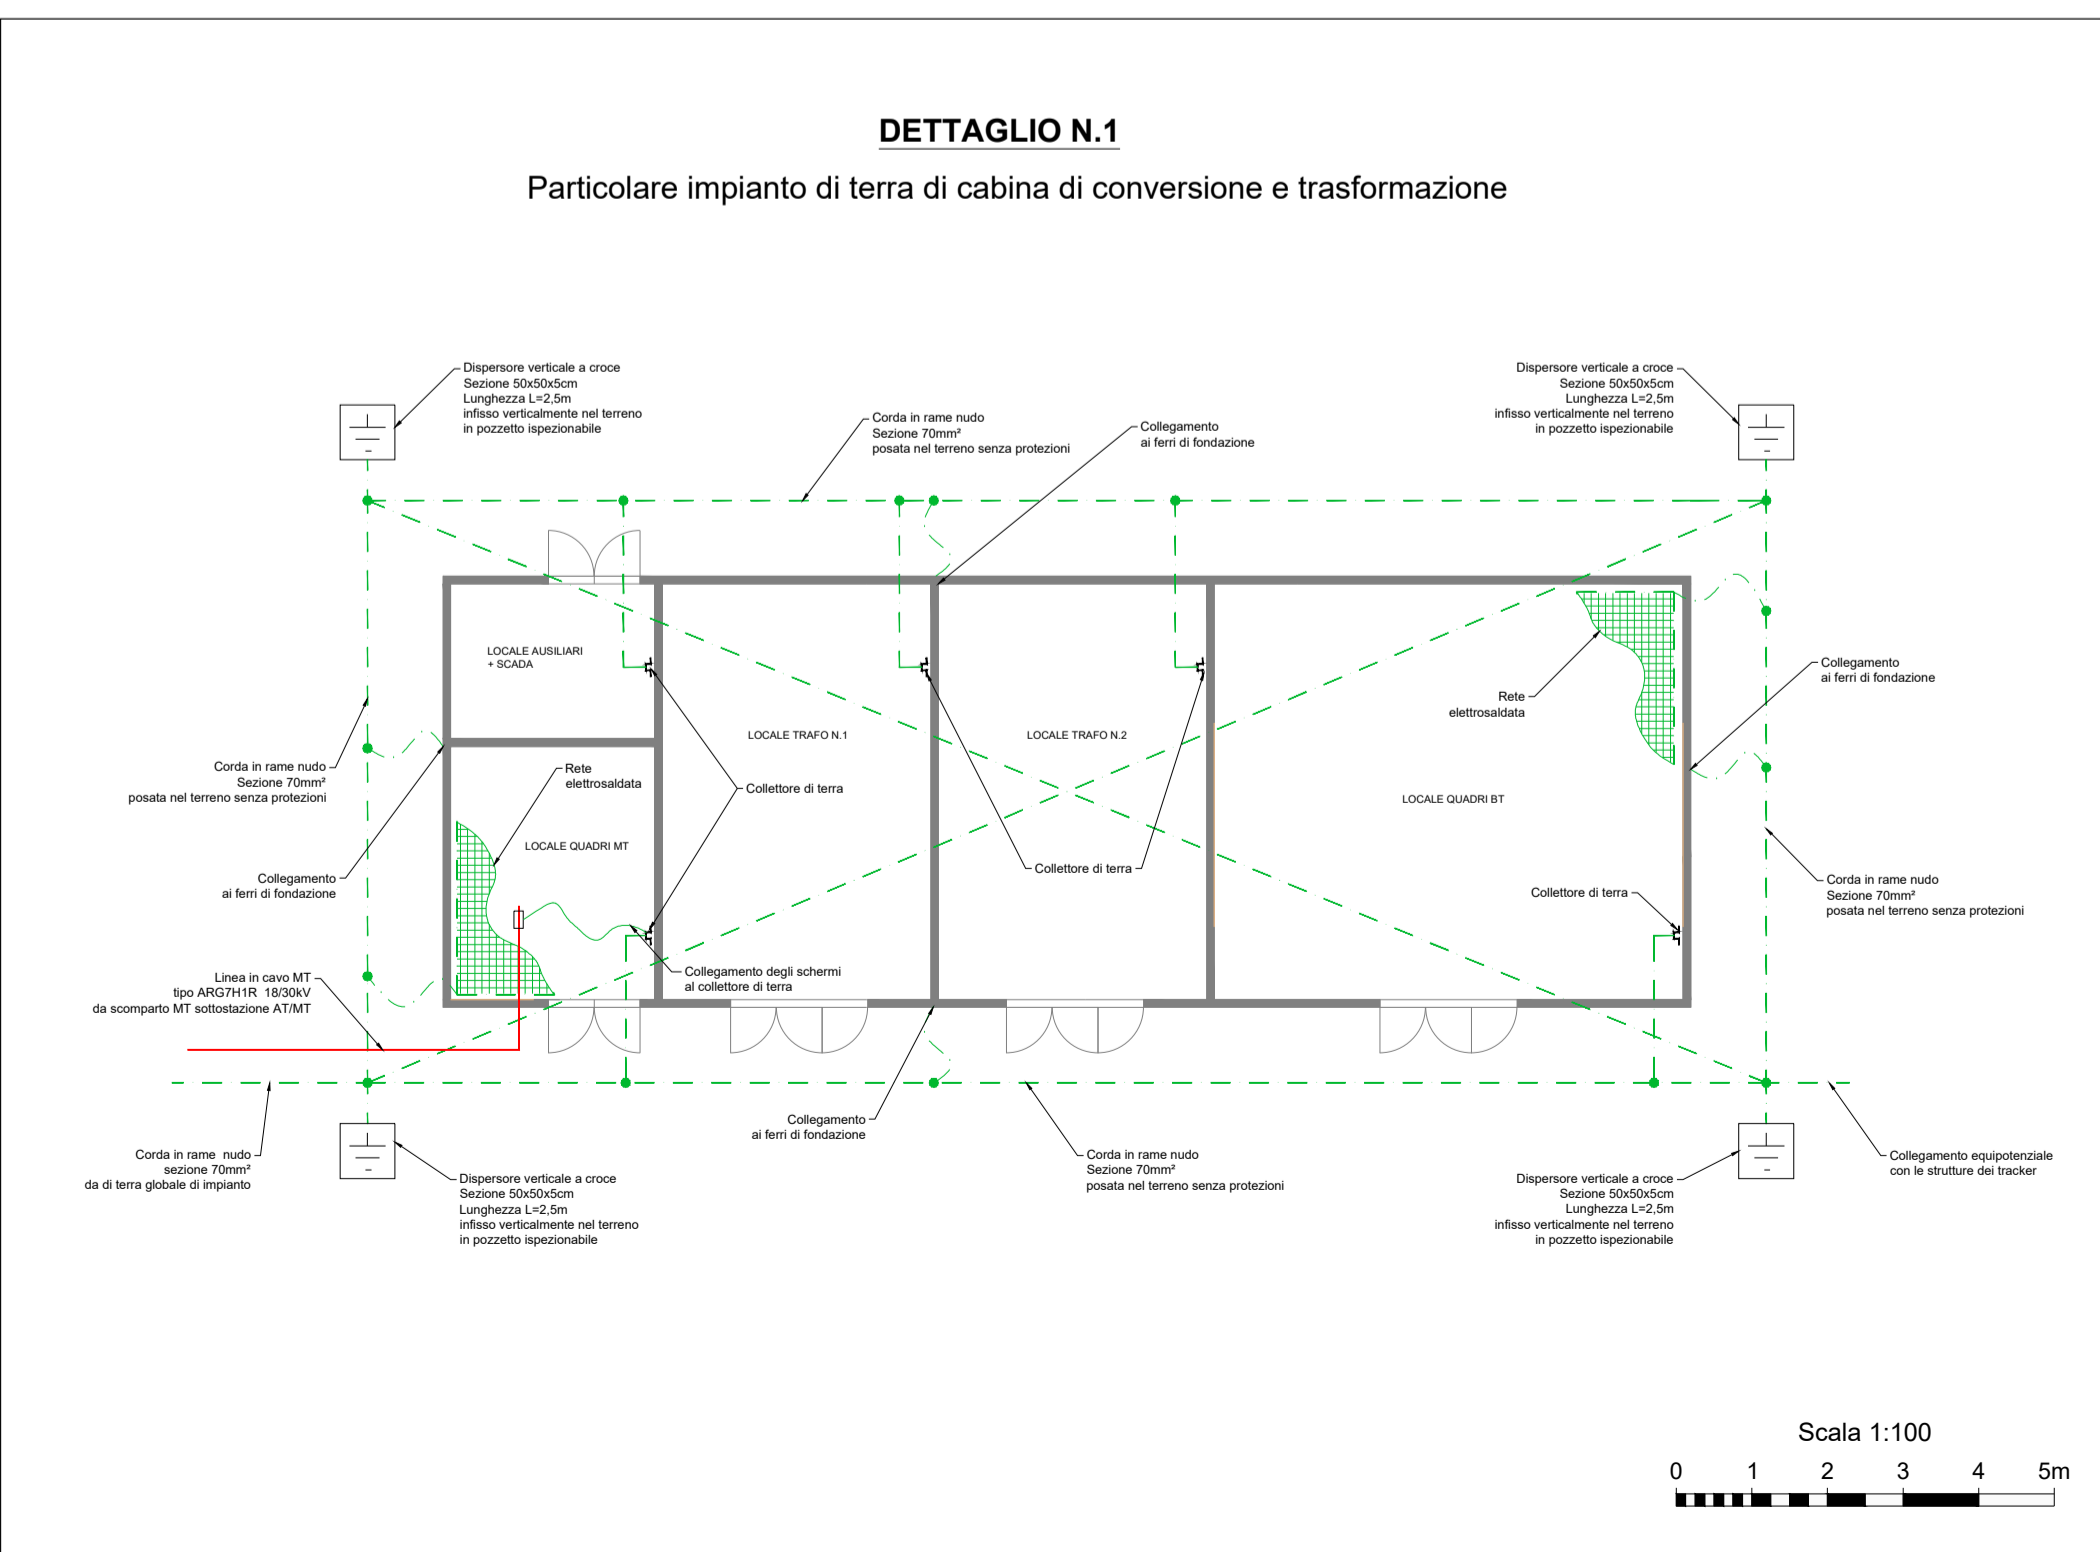 DETTAGLIO N.1
Particolare impianto di terra di cabina di conversione e trasformazione
Dispersore verticale a croce
Sezione 50x50x5cm
Lunghezza L=2,5m
infisso verticalmente nel terreno
in pozzetto ispezionabile
Corda in rame nudo
Sezione 70mm²
posata nel terreno senza protezioni
Collegamento
ai ferri di fondazione
Dispersore verticale a croce
Sezione 50x50x5cm
Lunghezza L=2,5m
infisso verticalmente nel terreno
in pozzetto ispezionabile
LOCALE AUSILIARI
+ SCADA
LOCALE TRAFO N.1
LOCALE TRAFO N.2
Rete
elettrosaldata
Collegamento
ai ferri di fondazione
Corda in rame nudo
Sezione 70mm²
posata nel terreno senza protezioni
Rete
elettrosaldata
Collettore di terra
LOCALE QUADRI BT
LOCALE QUADRI MT
Collegamento
ai ferri di fondazione
Collettore di terra
Collettore di terra
Corda in rame nudo
Sezione 70mm²
posata nel terreno senza protezioni
Linea in cavo MT
tipo ARG7H1R 18/30kV
da scomparto MT sottostazione AT/MT
Collegamento degli schermi
al collettore di terra
Collegamento
ai ferri di fondazione
Corda in rame nudo
sezione 70mm²
da di terra globale di impianto
Dispersore verticale a croce
Sezione 50x50x5cm
Lunghezza L=2,5m
infisso verticalmente nel terreno
in pozzetto ispezionabile
Corda in rame nudo
Sezione 70mm²
posata nel terreno senza protezioni
Dispersore verticale a croce
Sezione 50x50x5cm
Lunghezza L=2,5m
infisso verticalmente nel terreno
in pozzetto ispezionabile
Collegamento equipotenziale
con le strutture dei tracker
Scala 1:100
0 1 2 3 4 5m